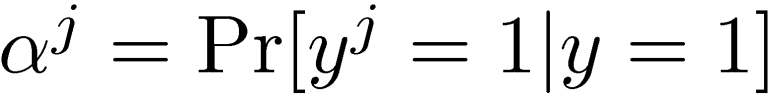 α^j = Pr[y^j = 1|y = 1]